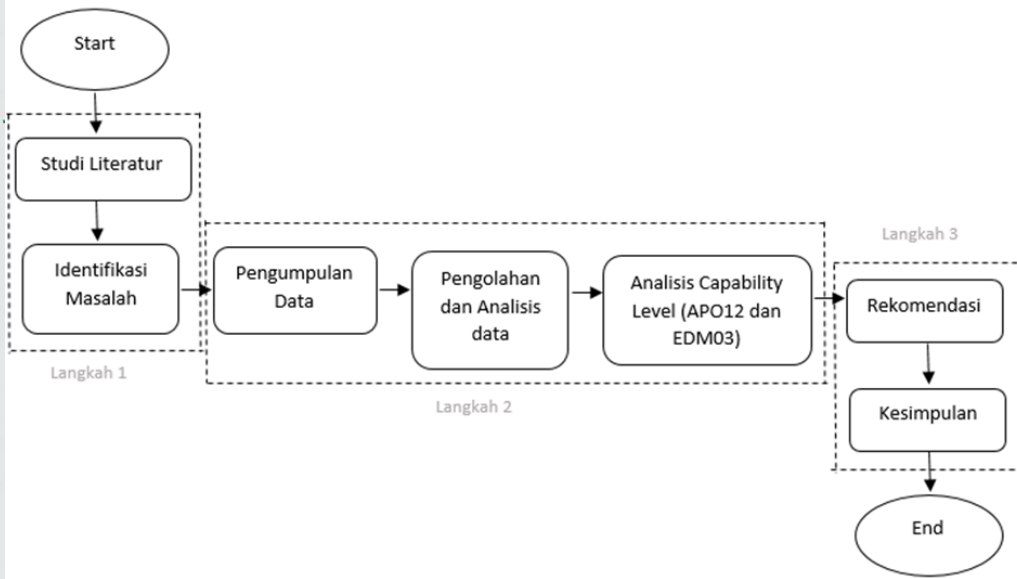 Start
Studi Literatur
Identifikasi
Masalah
Langkah 1
Pengumpulan
Data
Pengolahan
dan Analisis
data
Analisis Capability
Level (APO12 dan
EDM03)
Langkah 2
Langkah 3
Rekomendasi
Kesimpulan
End